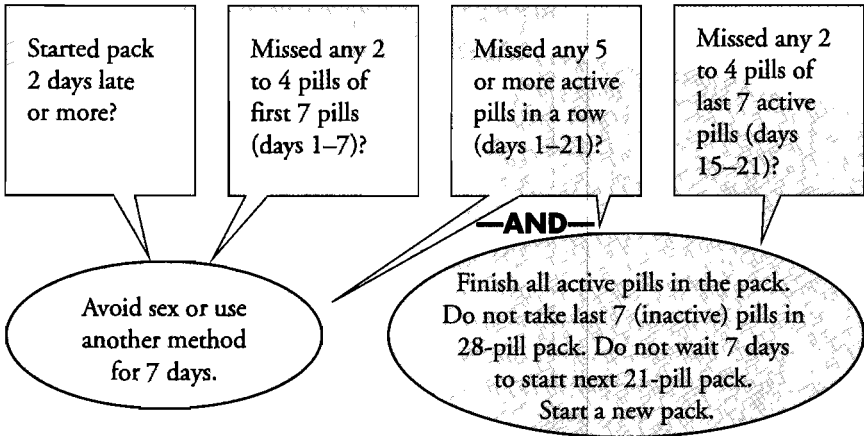 Started pack
2 days late
or more?
Missed any 2
to 4 pills of
first 7 pills
(days 1–7)?
Missed any 5
or more active
pills in a row
(days 1–21)?
Missed any 2
to 4 pills of
last 7 active
pills (days
15–21)?
—AND—
Avoid sex or use
another method
for 7 days.
Finish all active pills in the pack.
Do not take last 7 (inactive) pills in
28-pill pack. Do not wait 7 days
to start next 21-pill pack.
Start a new pack.